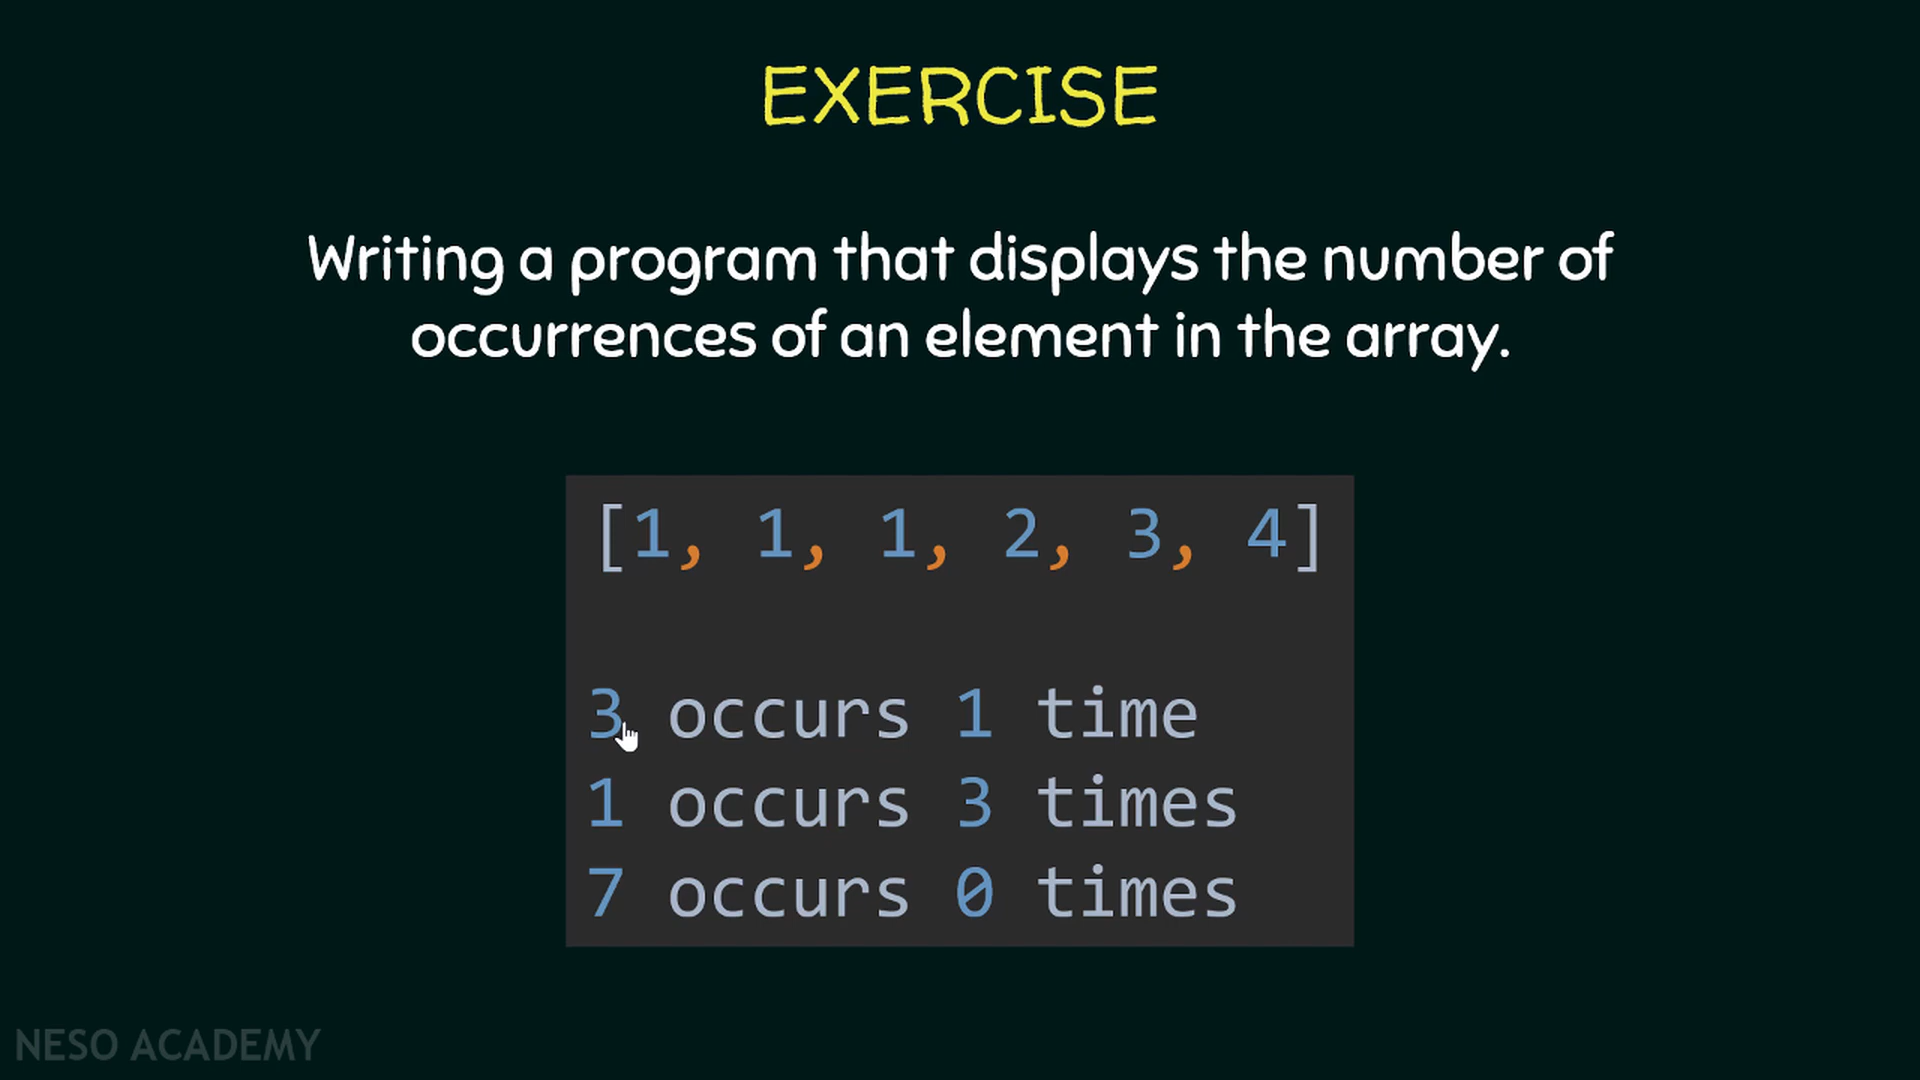 EXERCISE
Writing a program that displays the number of
occurrences of an element in the array.
[1, 1, 1, 2, 3, 4]
3 occurs 1 time
1 occurs 3 times
7 occurs 0 times
NESO ACADEMY